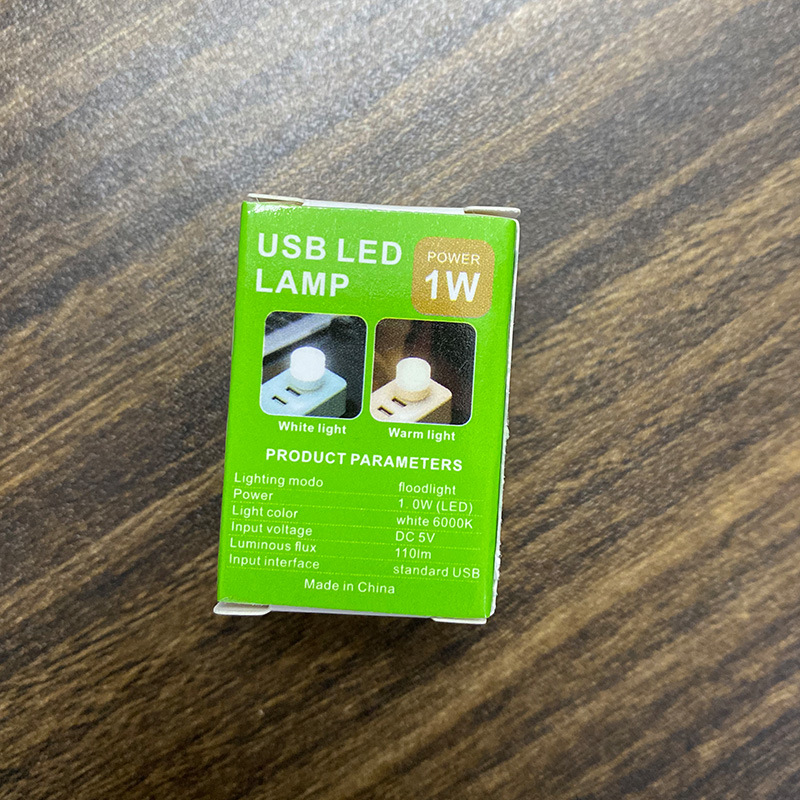 USB LED
LAMP
POWER
1W
White light
Warm light
PRODUCT PARAMETERS
Lighting modo floodlight
Power 1. 0W (LED)
Light color white 6000K
Input voltage DC 5V
Luminous flux 110lm
Input interface standard USB
Made in China